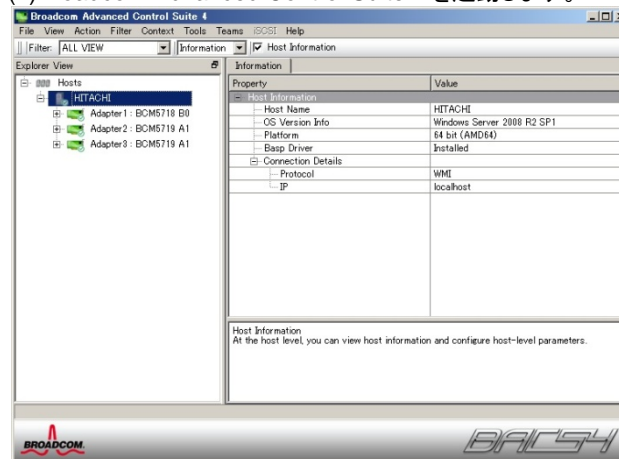 Broadcom Advanced Control Suite 4
File View Action Filter Context Tools Teams iSCSI Help
Filter: ALL VIEW Information Host Information
Explorer View
Hosts
HITACHI
Adapter1 : BCM5718 B0
Adapter2 : BCM5719 A1
Adapter3 : BCM5719 A1
Information
Property Value
Host Information
Host Name HITACHI
OS Version Info Windows Server 2008 R2 SP1
Platform 64 bit (AMD64)
Basp Driver Installed
Connection Details
Protocol WMI
IP localhost
Host Information
At the host level, you can view host information and configure host-level parameters.
BROADCOM.
BACS4